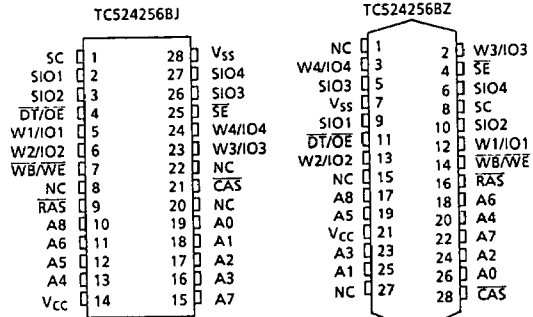 TCS24256BJ
SC 1 28 VSS
SIO1 2 27 SIO4
SIO2 3 26 SIO3
DT/OE 4 25 SE
W1/IO1 5 24 W4/IO4
W2/IO2 6 23 W3/IO3
WB/WE 7 22 NC
NC 8 21 CAS
RAS 9 20 NC
A8 10 19 A0
A6 11 18 A1
A5 12 17 A2
A4 13 16 A3
VCC 14 15 A7
TCS24256BZ
NC 1
2 W3/IO3
W4/IO4 3
4 SE
SIO3 5
6 SIO4
VSS 7
8 SC
SIO1 9
10 SIO2
DT/OE 11
12 W1/IO1
W2/IO2 13
14 WB/WE
NC 15
16 RAS
A8 17
18 A6
A5 19
20 A4
VCC 21
22 A7
A3 23
24 A2
A1 25
26 A0
NC 27
28 CAS